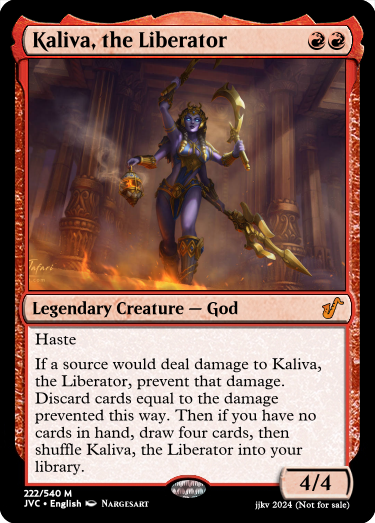 Kaliva, the Liberator
Legendary Creature — God
Haste
If a source would deal damage to Kaliva,
the Liberator, prevent that damage.
Discard cards equal to the damage
prevented this way. Then if you have no
cards in hand, draw four cards, then
shuffle Kaliva, the Liberator into your
library.
4/4
222/540 M
JVC • English NARGESART
jjkv 2024 (Not for sale)